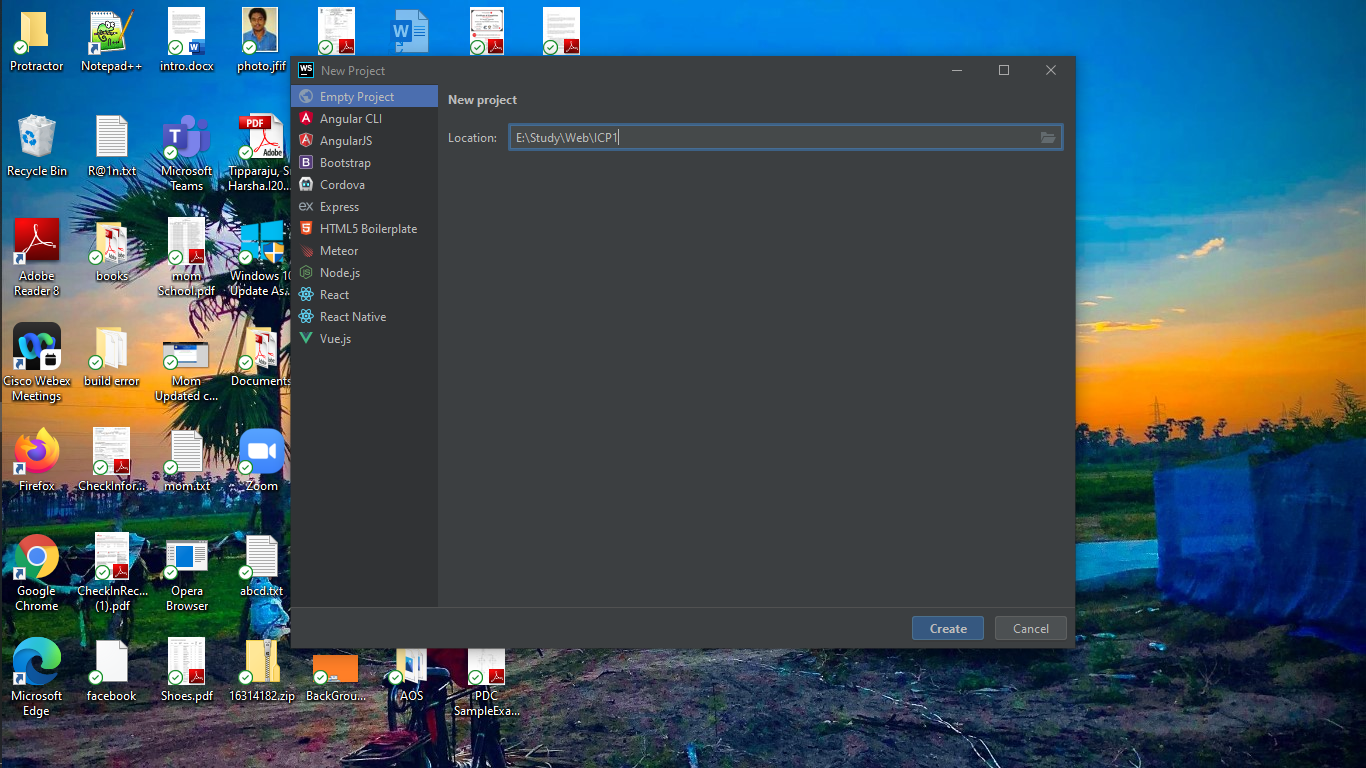 Protractor
Notepad++
intro.docx
photo.jfif
WS New Project
Empty Project
Angular CLI
AngularJS
Bootstrap
Cordova
Express
HTML5 Boilerplate
Meteor
Node.js
React
React Native
Vue.js
New project
Location: E:\Study\Web\ICP1
Create
Cancel
Recycle Bin
R@1n.txt
Microsoft
Teams
PDF
Adobe
Tipparaju, Sr
Harsha.I20...
Adobe
Reader 8
books
mom
School.pdf
Windows 10
Update As...
Cisco Webex
Meetings
build error
Mom
Updated c...
Documents
Firefox
CheckInfor...
mom.txt
Zoom
Google
Chrome
CheckInRec...
(1).pdf
Opera
Browser
abcd.txt
Microsoft
Edge
facebook
Shoes.pdf
16314182.zip
BackGrou...
AOS
PDC
SampleExa...